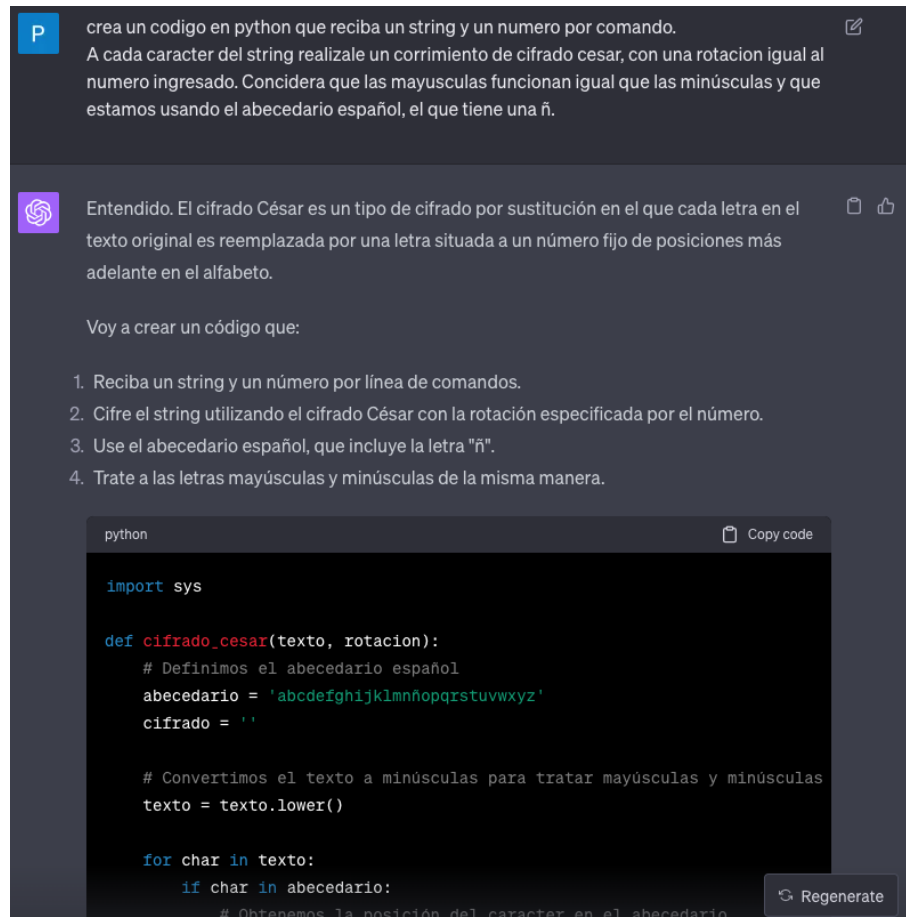 P
crea un codigo en python que reciba un string y un numero por comando.
A cada caracter del string realizale un corrimiento de cifrado cesar, con una rotacion igual al
numero ingresado. Concidera que las mayusculas funcionan igual que las minúsculas y que
estamos usando el abecedario español, el que tiene una ñ.
Entendido. El cifrado César es un tipo de cifrado por sustitución en el que cada letra en el
texto original es reemplazada por una letra situada a un número fijo de posiciones más
adelante en el alfabeto.
Voy a crear un código que:
1. Reciba un string y un número por línea de comandos.
2. Cifre el string utilizando el cifrado César con la rotación especificada por el número.
3. Use el abecedario español, que incluye la letra "ñ".
4. Trate a las letras mayúsculas y minúsculas de la misma manera.
python Copy code
import sys
def cifrado_cesar(texto, rotacion):
# Definimos el abecedario español
abecedario = 'abcdefghijklmnñopqrstuvwxyz'
cifrado = ''
# Convertimos el texto a minúsculas para tratar mayúsculas y minúsculas
texto = texto.lower()
for char in texto:
if char in abecedario:
# Obtenemos la posición del caracter en el abecedario
Regenerate